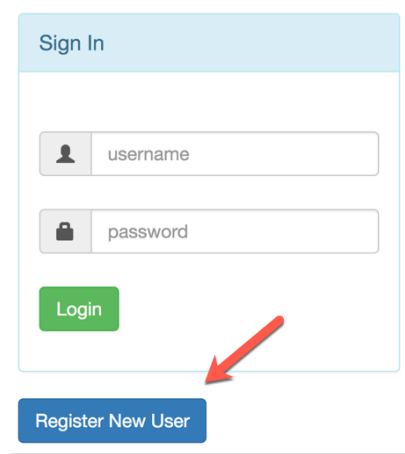 Sign In
username
password
Login
Register New User